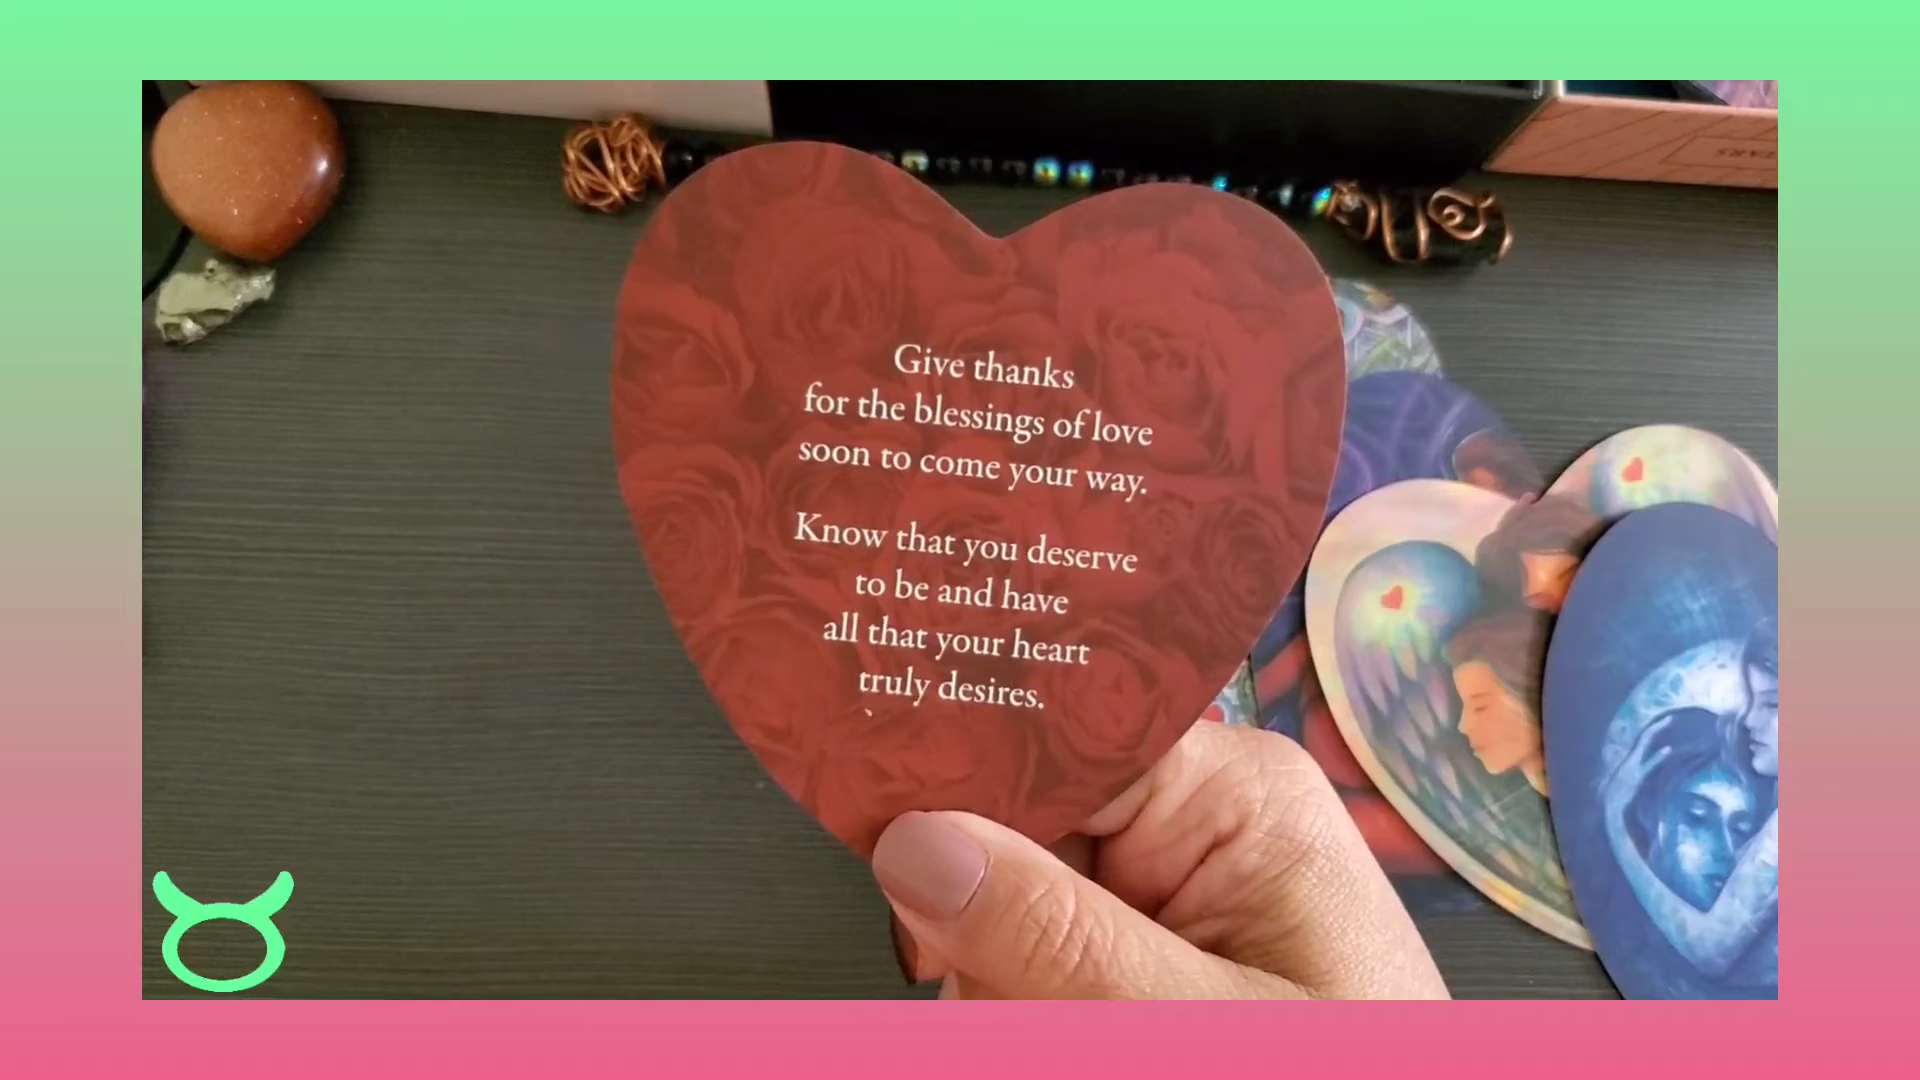 Give thanks
for the blessings of love
soon to come your way.
Know that you deserve
to be and have
all that your heart
truly desires.